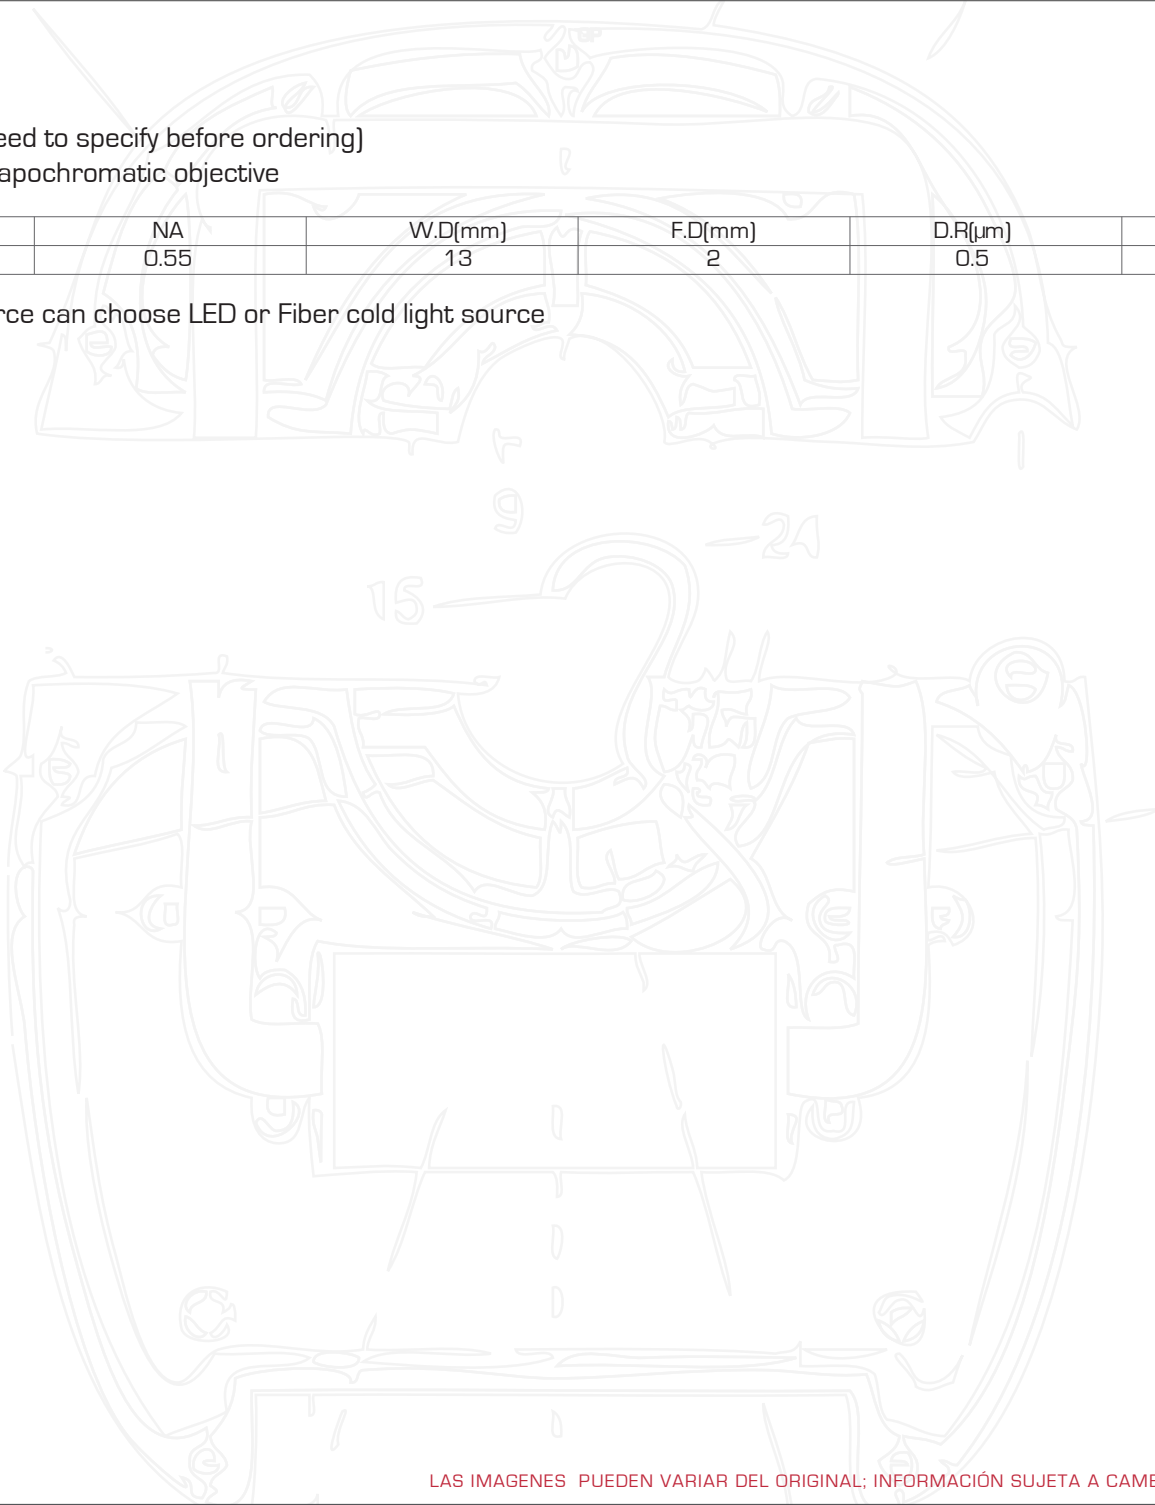 eed to specify before ordering)
apochromatic objective
NA W.D(mm) F.D(mm) D.R(µm)
0.55 13 2 0.5
rce can choose LED or Fiber cold light source
9
24
15
LAS IMAGENES PUEDEN VARIAR DEL ORIGINAL; INFORMACIÓN SUJETA A CAMB